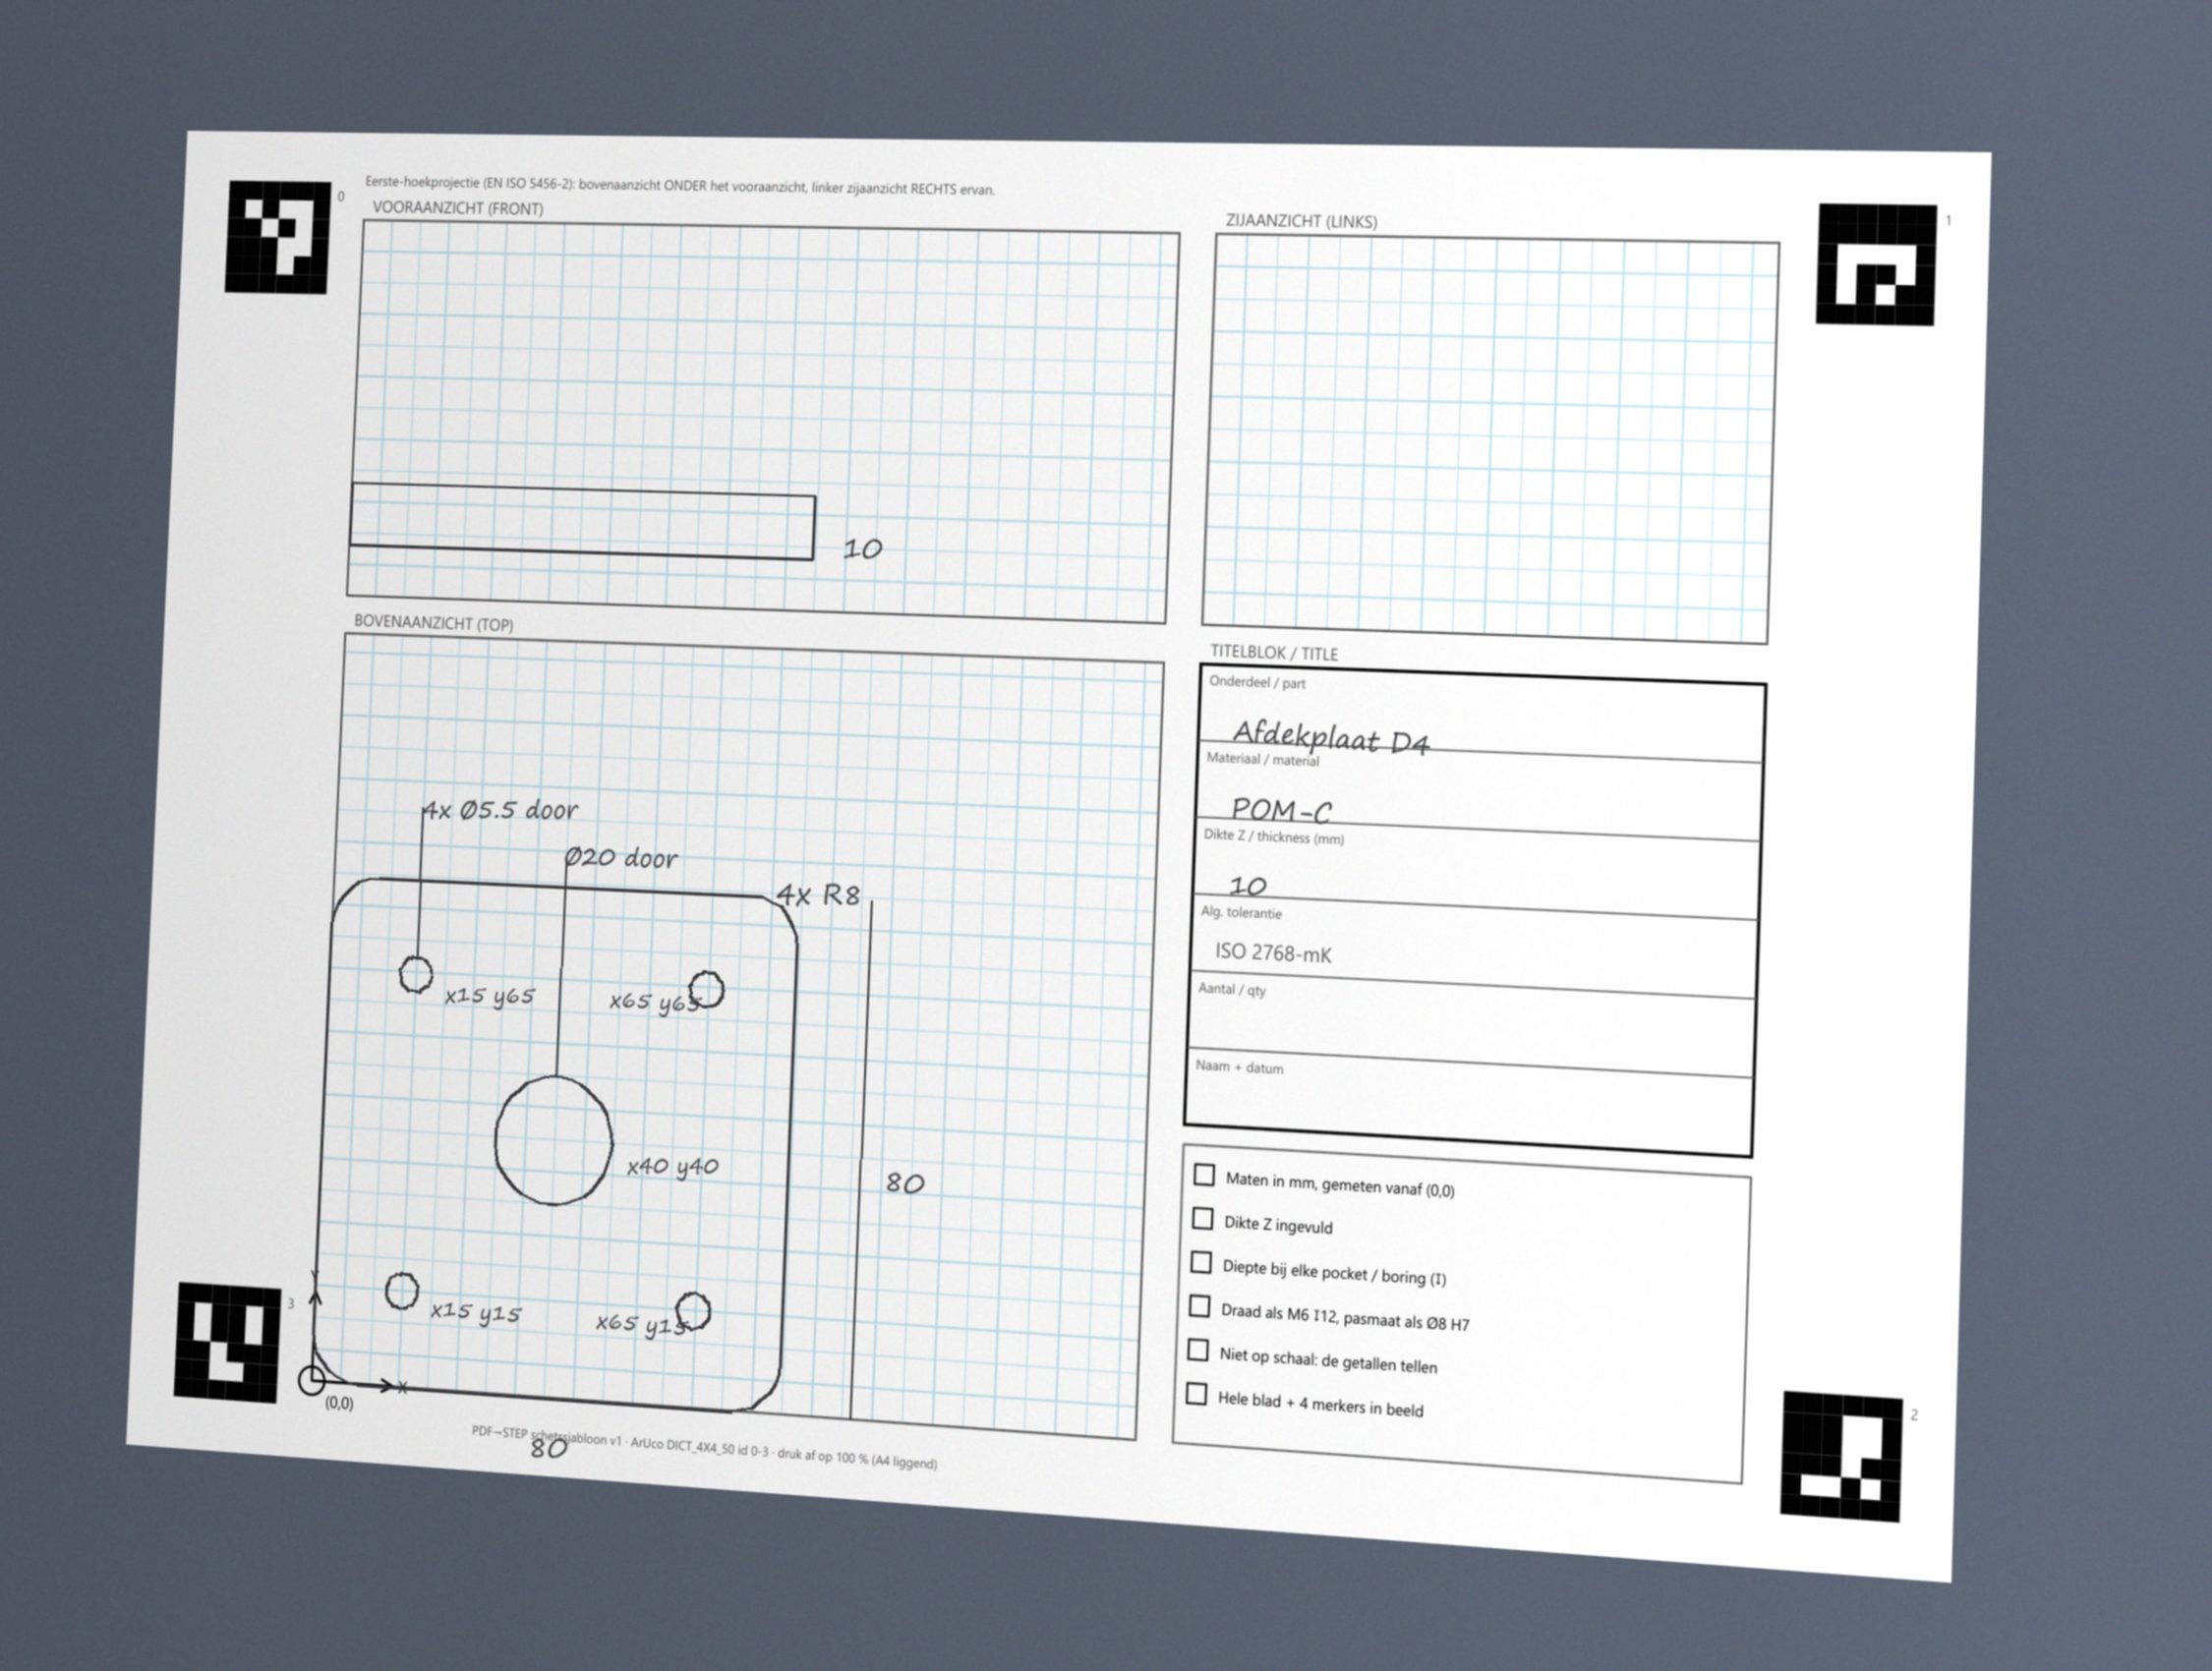 0
Eerste-hoekprojectie (EN ISO 5456-2): bovenaanzicht ONDER het vooraanzicht, linker zijaanzicht RECHTS ervan.
VOORAANZICHT (FRONT)
10
ZIJAANZICHT (LINKS)
1
BOVENAANZICHT (TOP)
4x Ø5.5 door
Ø20 door
4x R8
x15 y65
x65 y65
x40 y40
80
x15 y15
x65 y15
Y
X
(0,0)
3
PDF→STEP schetssjabloon v1 · ArUco DICT_4X4_50 id 0-3 · druk af op 100 % (A4 liggend)
80
TITELBLOK / TITLE
Onderdeel / part
Afdekplaat D4
Materiaal / material
POM-C
Dikte Z / thickness (mm)
10
Alg. tolerantie
ISO 2768-mK
Aantal / qty
Naam + datum
Maten in mm, gemeten vanaf (0,0)
Dikte Z ingevuld
Diepte bij elke pocket / boring (I)
Draad als M6 I12, pasmaat als Ø8 H7
Niet op schaal: de getallen tellen
Hele blad + 4 merkers in beeld
2